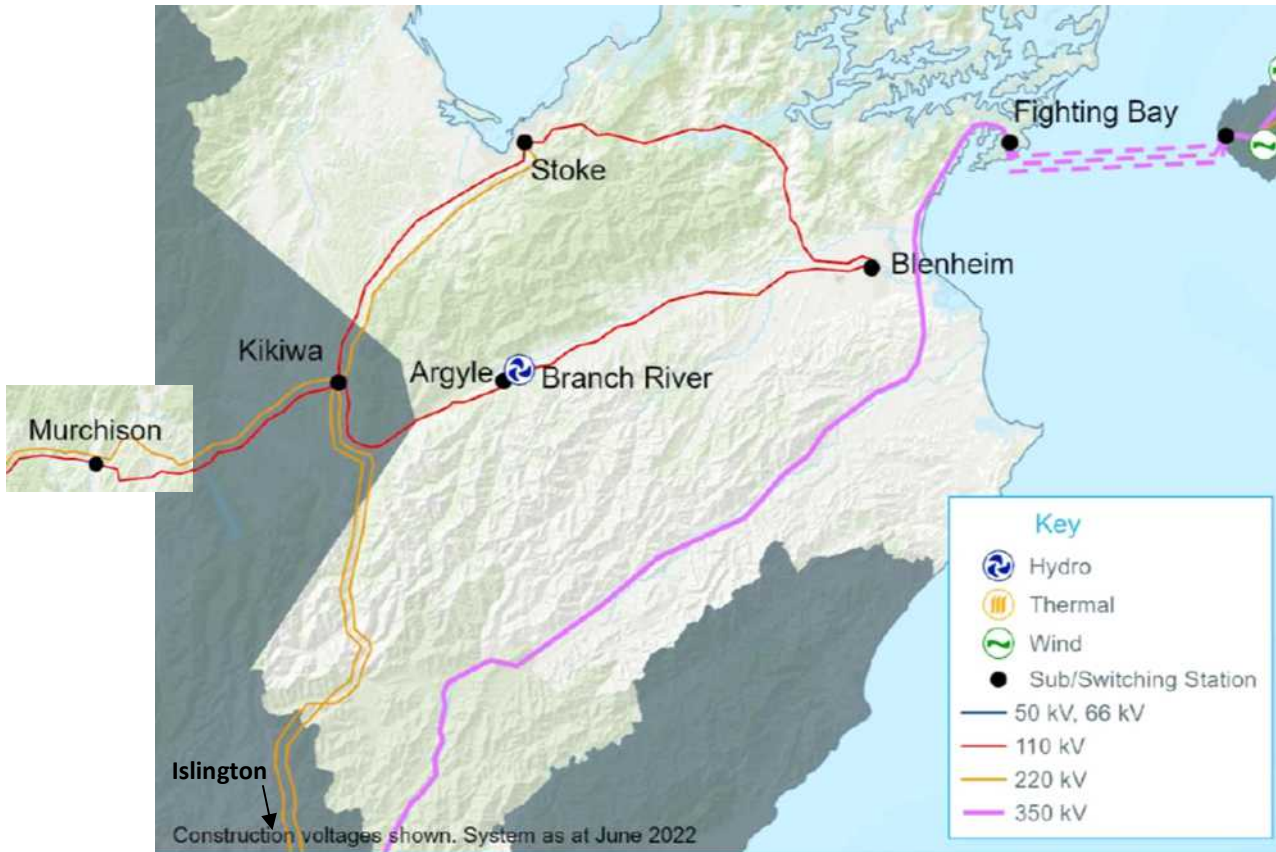 Fighting Bay
Stoke
Blenheim
Kikiwa
Argyle
Branch River
Murchison
Islington
Construction voltages shown. System as at June 2022
Key
Hydro
Thermal
Wind
Sub/Switching Station
50 kV, 66 kV
110 kV
220 kV
350 kV